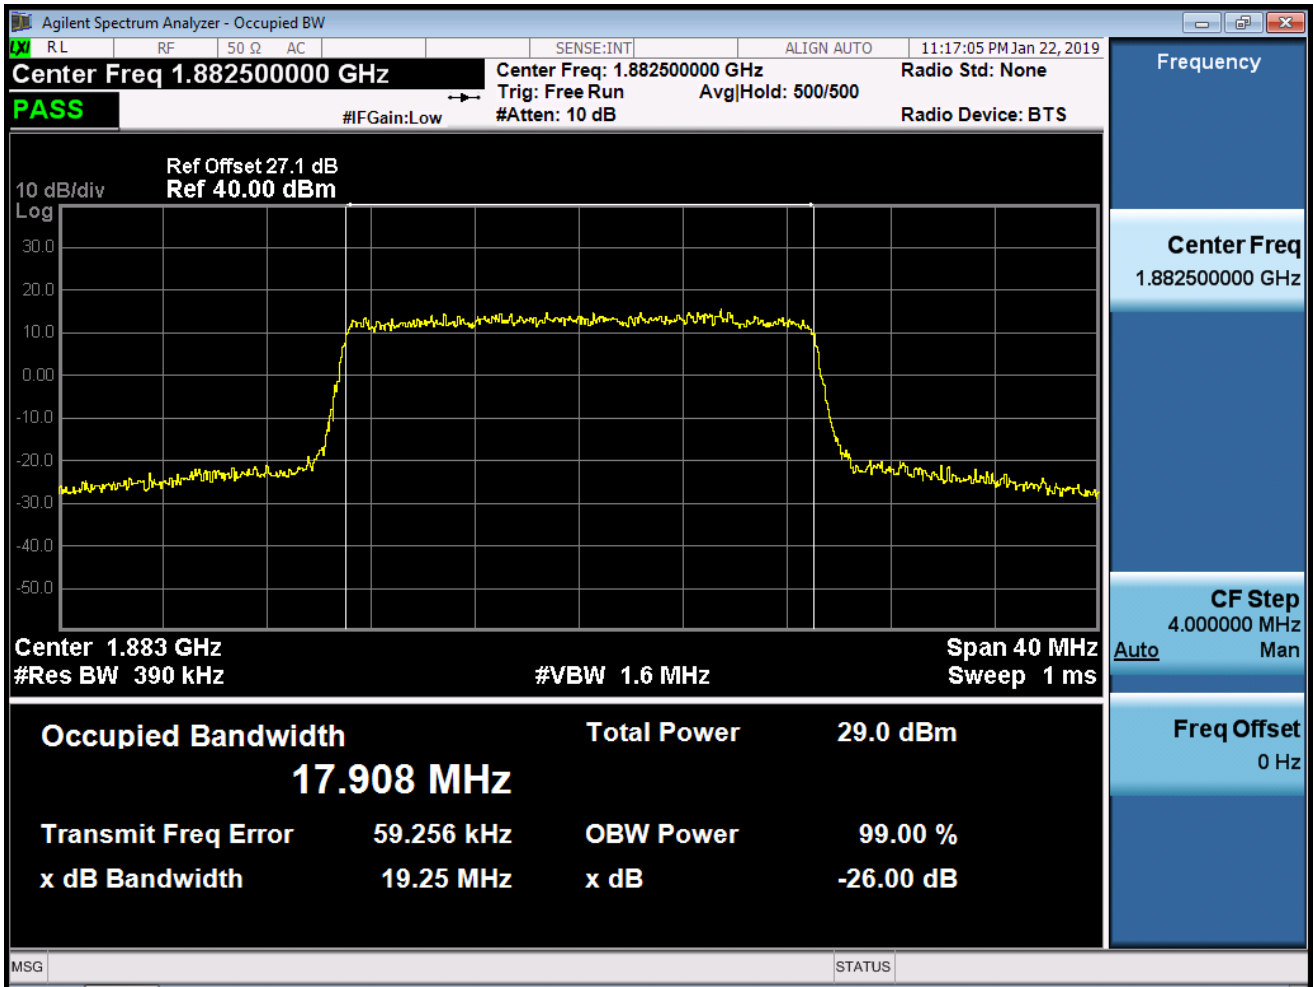 Agilent Spectrum Analyzer - Occupied BW
LXI RL RF 50 Ω AC SENSE:INT ALIGN AUTO 11:17:05 PM Jan 22, 2019
Center Freq 1.882500000 GHz
Center Freq: 1.882500000 GHz
Radio Std: None
Trig: Free Run
Avg|Hold: 500/500
PASS
#IFGain:Low
#Atten: 10 dB
Radio Device: BTS
Ref Offset 27.1 dB
10 dB/div
Ref 40.00 dBm
Log
30.0
20.0
10.0
0.00
-10.0
-20.0
-30.0
-40.0
-50.0
Center 1.883 GHz
Span 40 MHz
#Res BW 390 kHz
#VBW 1.6 MHz
Sweep 1 ms
Occupied Bandwidth
17.908 MHz
Total Power 29.0 dBm
Transmit Freq Error 59.256 kHz
OBW Power 99.00 %
x dB Bandwidth 19.25 MHz
x dB -26.00 dB
MSG
STATUS
Frequency
Center Freq
1.882500000 GHz
CF Step
4.000000 MHz
Auto Man
Freq Offset
0 Hz